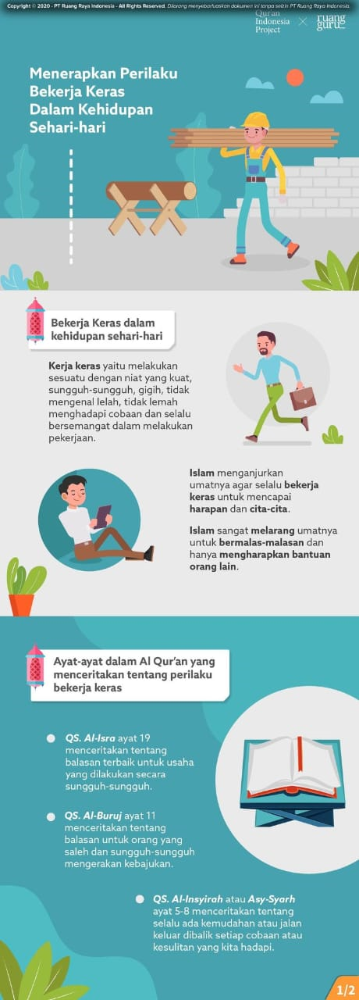 Copyright © 2020 - PT Ruang Raya Indonesia - All Rights Reserved. Dilarang menyebarluaskan dokumen ini tanpa seizin PT Ruang Raya Indonesia.
Qur'an
Indonesia
Project
×
ruang
guru
Menerapkan Perilaku
Bekerja Keras
Dalam Kehidupan
Sehari-hari
Bekerja Keras dalam
kehidupan sehari-hari
Kerja keras yaitu melakukan
sesuatu dengan niat yang kuat,
sungguh-sungguh, gigih, tidak
mengenal lelah, tidak lemah
menghadapi cobaan dan selalu
bersemangat dalam melakukan
pekerjaan.
Islam menganjurkan
umatnya agar selalu bekerja
keras untuk mencapai
harapan dan cita-cita.
Islam sangat melarang umatnya
untuk bermalas-malasan dan
hanya mengharapkan bantuan
orang lain.
Ayat-ayat dalam Al Qur'an yang
menceritakan tentang perilaku
bekerja keras
QS. Al-Isra ayat 19
menceritakan tentang
balasan terbaik untuk usaha
yang dilakukan secara
sungguh-sungguh.
QS. Al-Buruj ayat 11
menceritakan tentang
balasan untuk orang yang
saleh dan sungguh-sungguh
mengerakan kebajukan.
QS. Al-Insyirah atau Asy-Syarh
ayat 5-8 menceritakan tentang
selalu ada kemudahan atau jalan
keluar dibalik setiap cobaan atau
kesulitan yang kita hadapi.
1/2